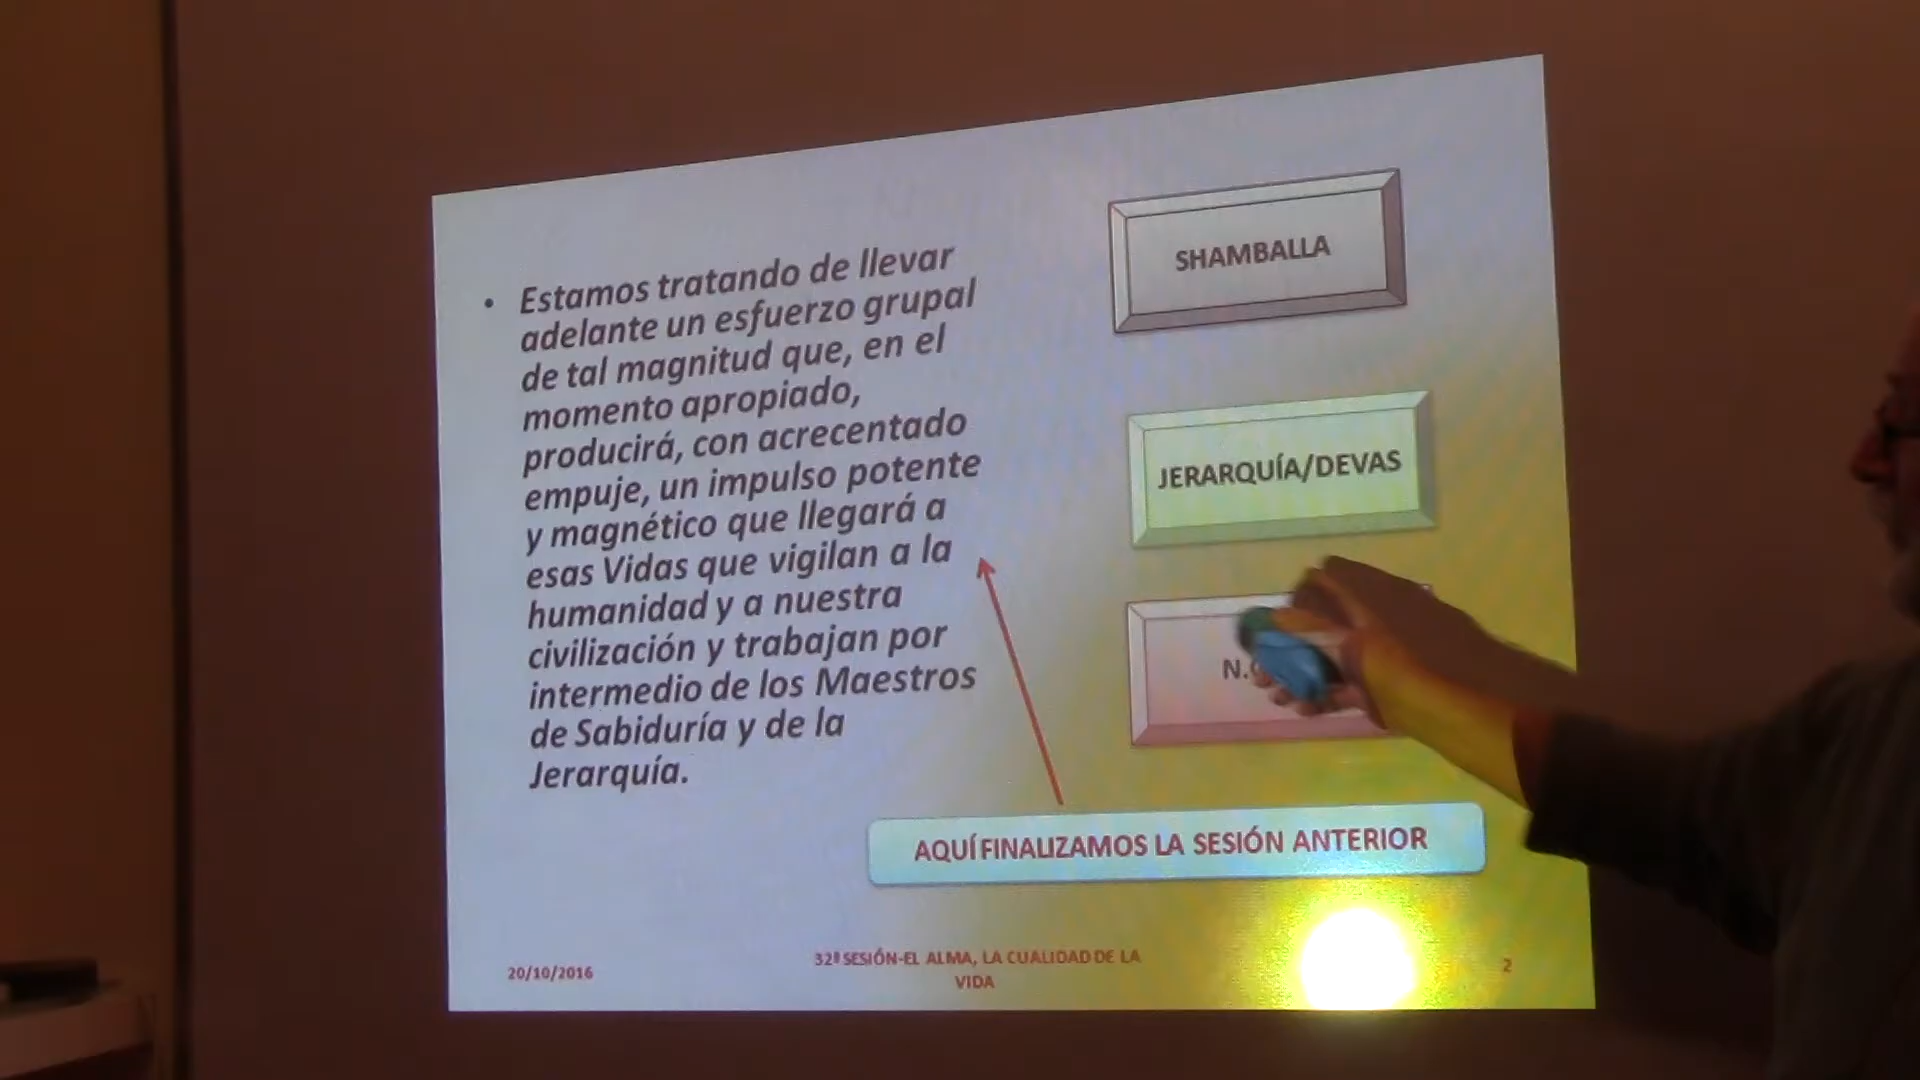 • Estamos tratando de llevar
adelante un esfuerzo grupal
de tal magnitud que, en el
momento apropiado,
producirá, con acrecentado
empuje, un impulso potente
y magnético que llegará a
esas Vidas que vigilan a la
humanidad y a nuestra
civilización y trabajan por
intermedio de los Maestros
de Sabiduría y de la
Jerarquía.
SHAMBALLA
JERARQUÍA/DEVAS
AQUÍ FINALIZAMOS LA SESIÓN ANTERIOR
20/10/2016
32ª SESIÓN-EL ALMA, LA CUALIDAD DE LA
VIDA
2